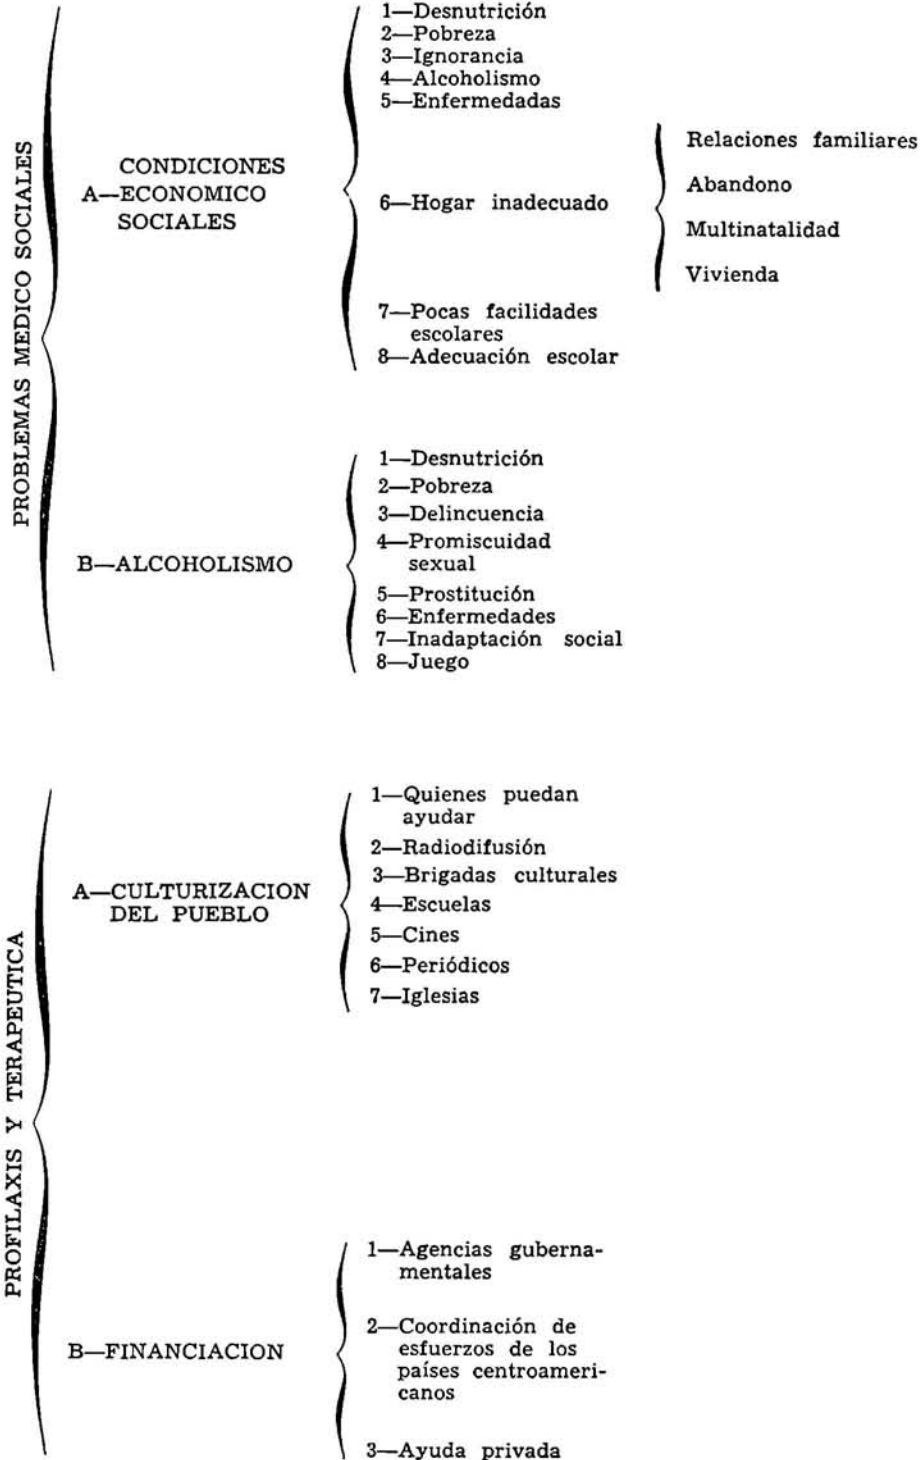 PROBLEMAS MEDICO SOCIALES
CONDICIONES
A—ECONOMICO
SOCIALES
1—Desnutrición
2—Pobreza
3—Ignorancia
4—Alcoholismo
5—Enfermedadas
6—Hogar inadecuado
Relaciones familiares
Abandono
Multinatalidad
Vivienda
7—Pocas facilidades
escolares
8—Adecuación escolar
B—ALCOHOLISMO
1—Desnutrición
2—Pobreza
3—Delincuencia
4—Promiscuidad
sexual
5—Prostitución
6—Enfermedades
7—Inadaptación social
8—Juego
PROFILAXIS Y TERAPEUTICA
A—CULTURIZACION
DEL PUEBLO
1—Quienes puedan
ayudar
2—Radiodifusión
3—Brigadas culturales
4—Escuelas
5—Cines
6—Periódicos
7—Iglesias
B—FINANCIACION
1—Agencias guberna-
mentales
2—Coordinación de
esfuerzos de los
países centroameri-
canos
3—Ayuda privada